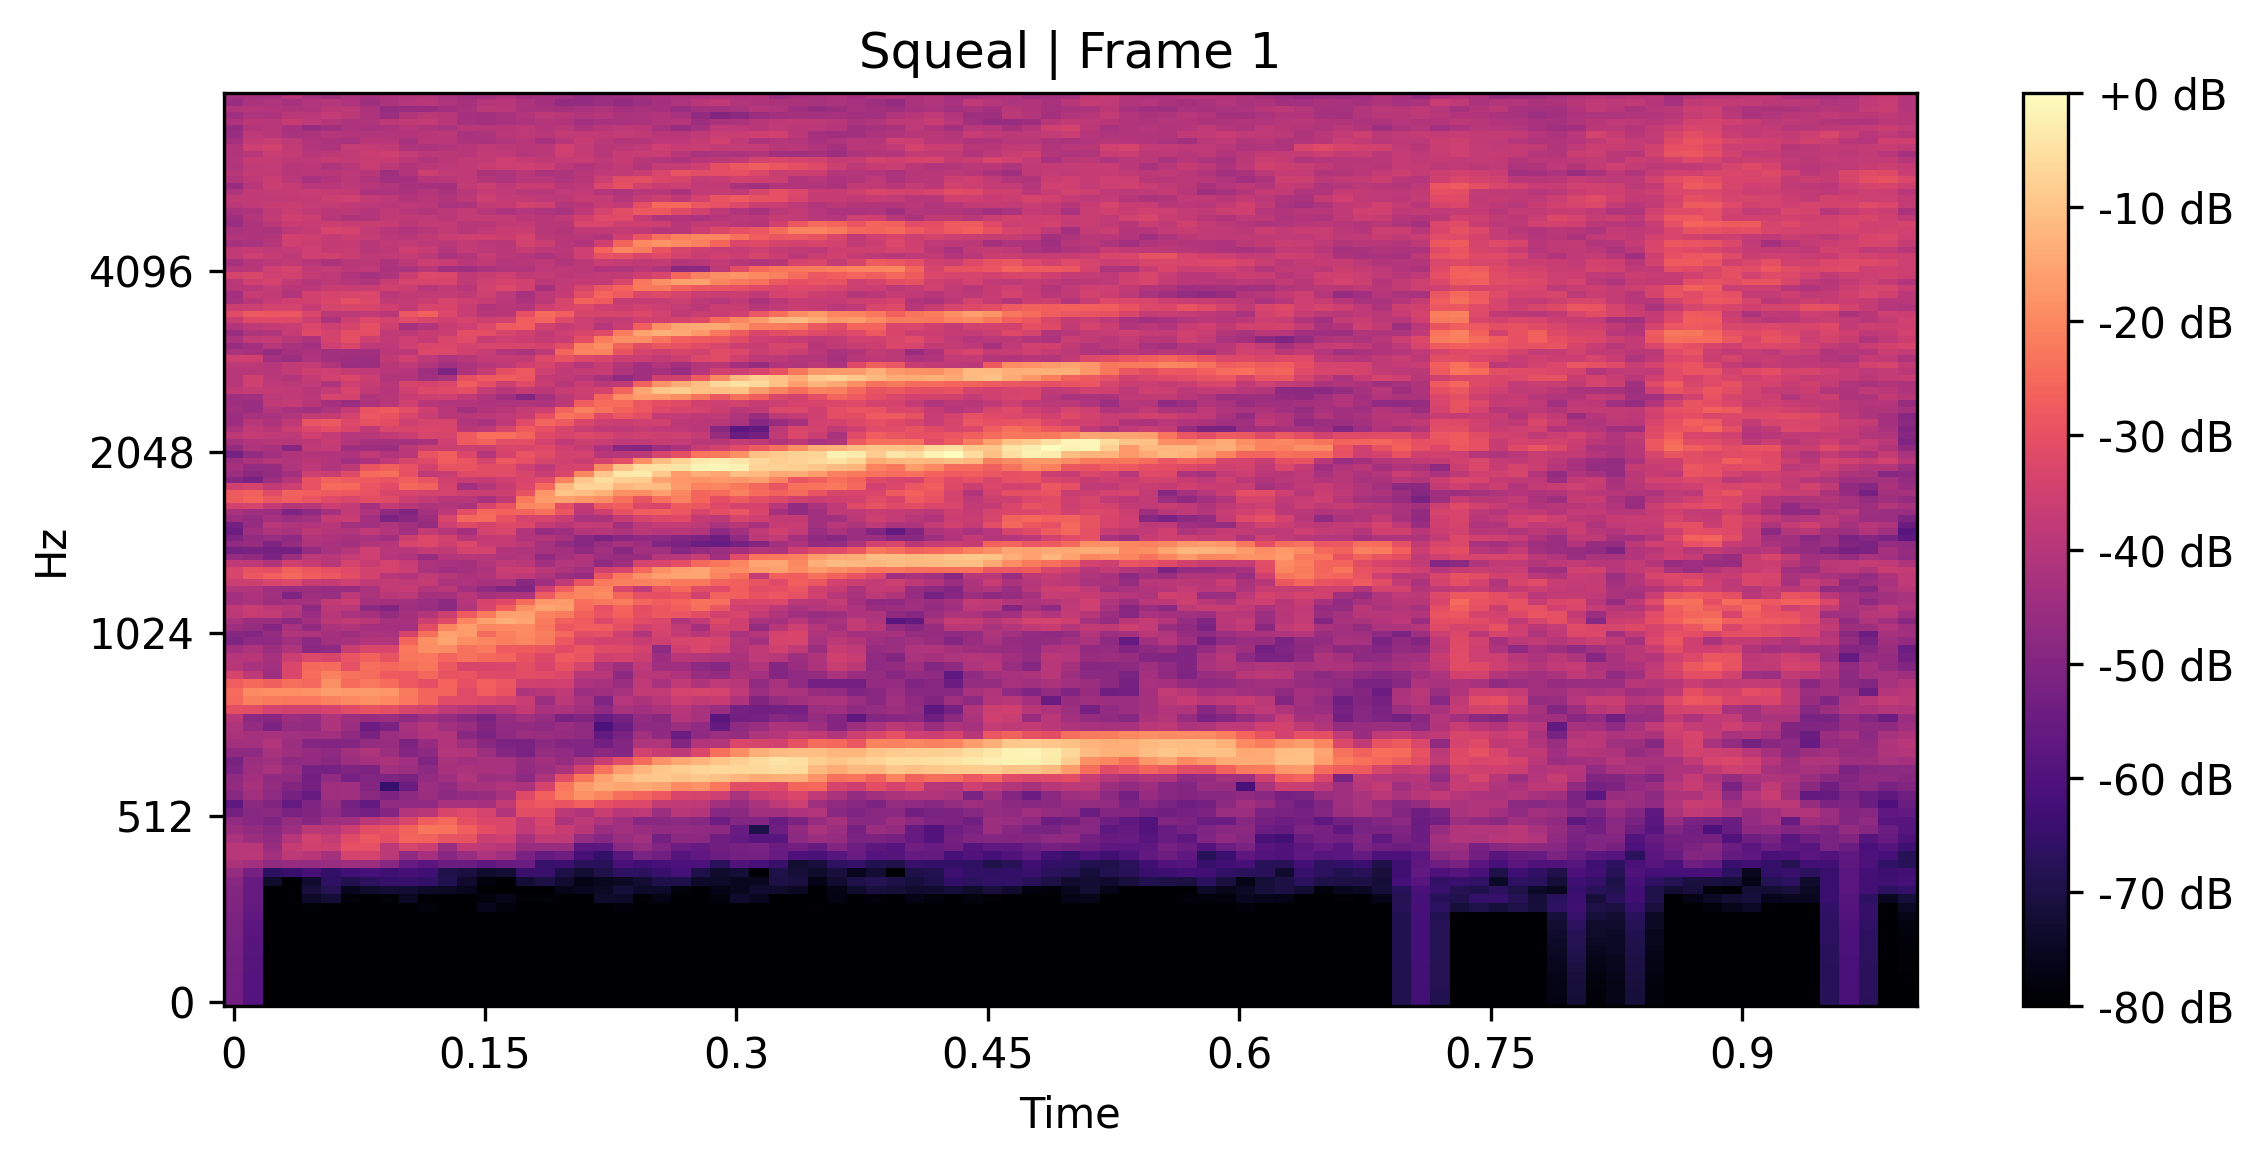 Squeal | Frame 1
Hz
4096
2048
1024
512
0
0 0.15 0.3 0.45 0.6 0.75 0.9
Time
+0 dB
-10 dB
-20 dB
-30 dB
-40 dB
-50 dB
-60 dB
-70 dB
-80 dB